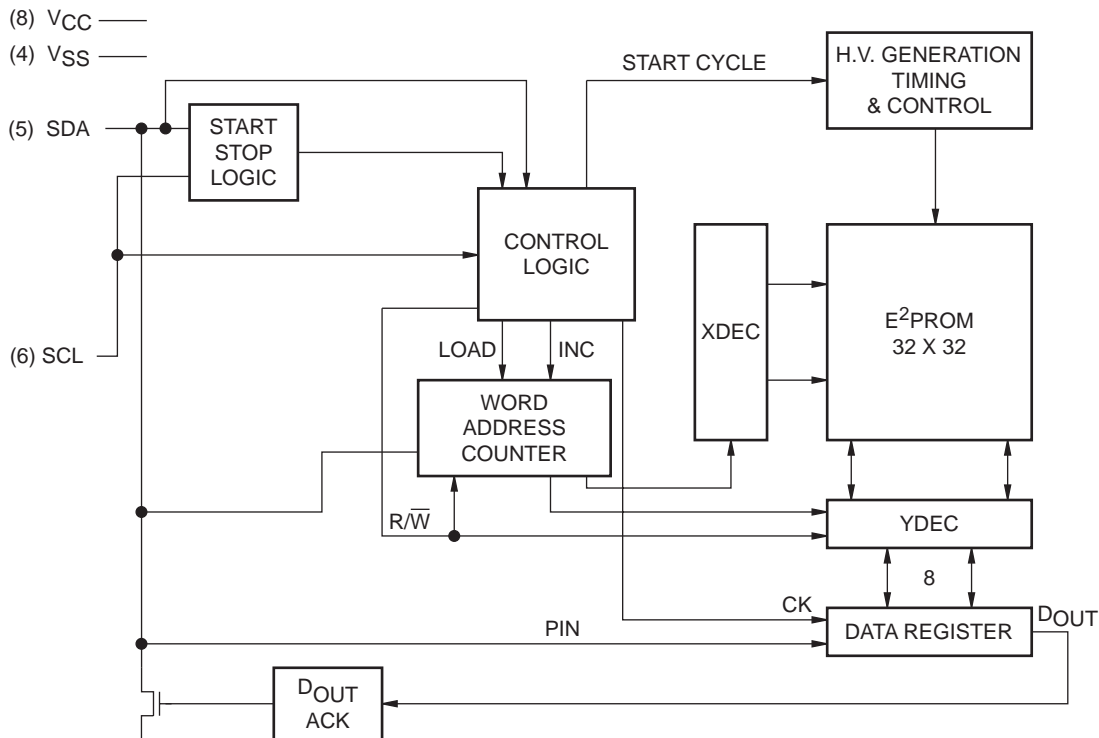 (8) VCC
(4) VSS
(5) SDA
(6) SCL
START
STOP
LOGIC
START CYCLE
H.V. GENERATION
TIMING
& CONTROL
CONTROL
LOGIC
LOAD
INC
WORD
ADDRESS
COUNTER
XDEC
E²PROM
32 X 32
R/W̅
YDEC
8
CK
DATA REGISTER
DOUT
PIN
DOUT
ACK